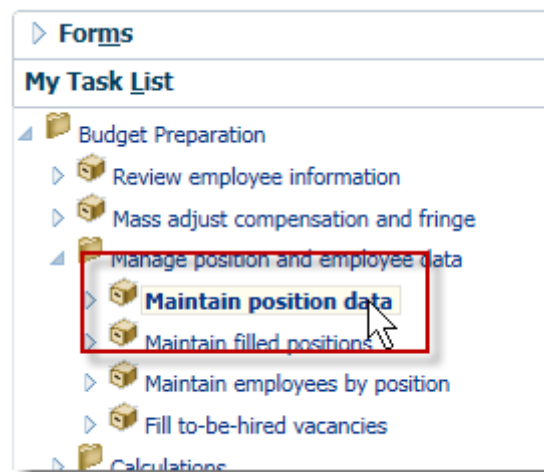 Forms
My Task List
Budget Preparation
Review employee information
Mass adjust compensation and fringe
Manage position and employee data
Maintain position data
Maintain filled positions
Maintain employees by position
Fill to-be-hired vacancies
Calculations